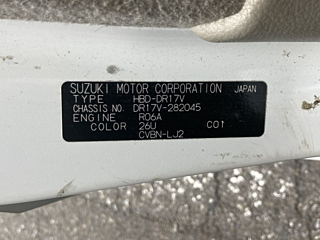 SUZUKI MOTOR CORPORATION JAPAN
TYPE HBD-DR17V
CHASSIS NO. DR17V-282045
ENGINE R06A
COLOR 26U C01
CVBN-LJ2